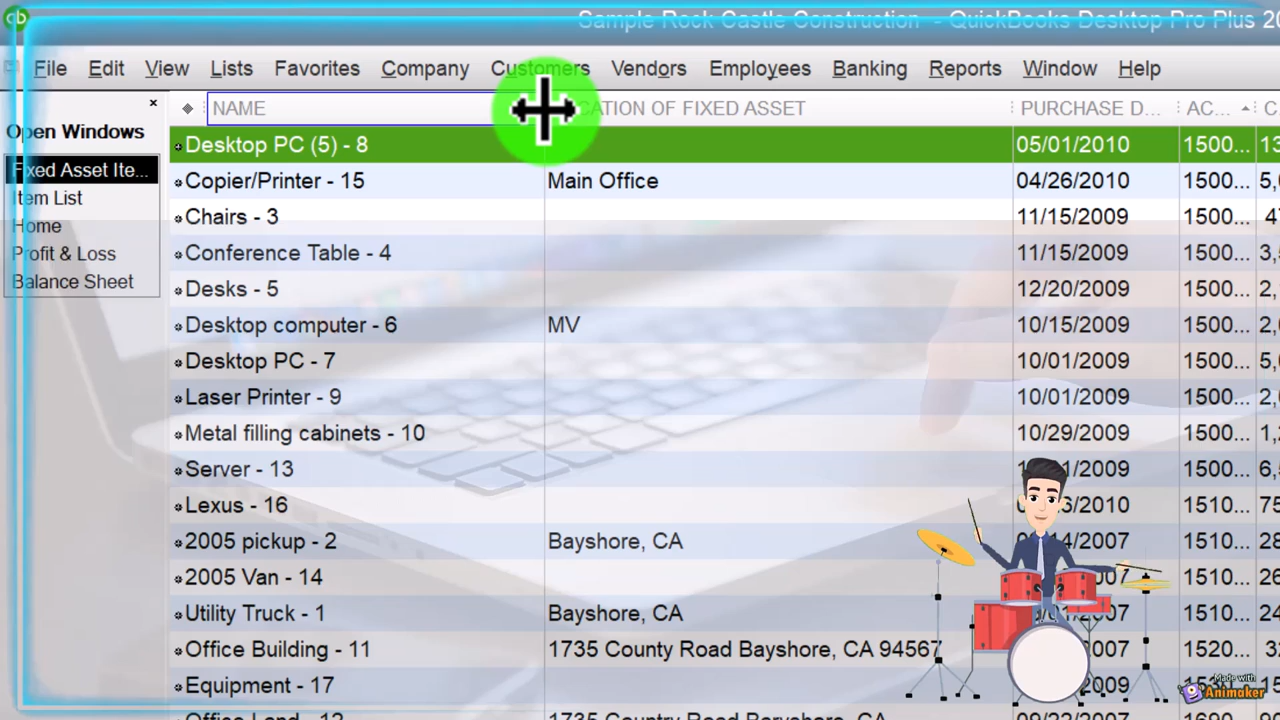 Sample Rock Castle Construction - QuickBooks Desktop Pro Plus
File Edit View Lists Favorites Company Customers Vendors Employees Banking Reports Window Help
NAME OF FIXED ASSET PURCHASE D... AC...
Open Windows
Fixed Asset Ite...
Item List
Home
Profit & Loss
Balance Sheet
Desktop PC (5) - 8 05/01/2010 1500...
Copier/Printer - 15 Main Office 04/26/2010 1500...
Chairs - 3 11/15/2009 1500...
Conference Table - 4 11/15/2009 1500...
Desks - 5 12/20/2009 1500...
Desktop computer - 6 MV 10/15/2009 1500...
Desktop PC - 7 10/01/2009 1500...
Laser Printer - 9 10/01/2009 1500...
Metal filling cabinets - 10 10/29/2009 1500...
Server - 13 1500...
Lexus - 16 1510...
2005 pickup - 2 Bayshore, CA 1510...
2005 Van - 14 1510...
Utility Truck - 1 Bayshore, CA 1510...
Office Building - 11 1735 County Road Bayshore, CA 94567 1520...
Equipment - 17
Made with
Animaker